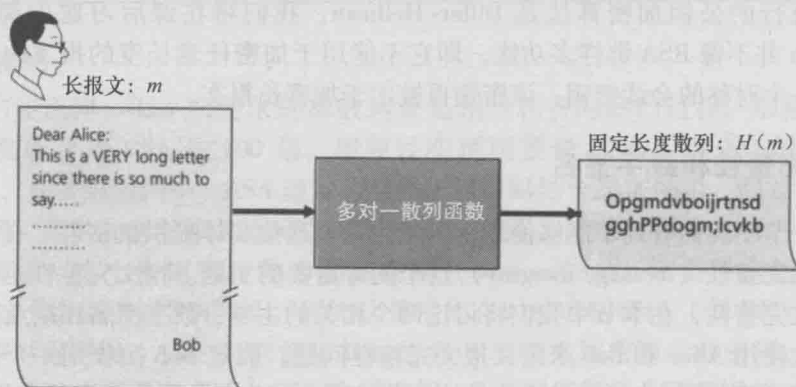 长报文：m
Dear Alice:
This is a VERY long letter
since there is so much to
say.....
..........
..........
Bob
多对一散列函数
固定长度散列：H(m)
Opgmdvboijrtnsd
gghPPdogm;lcvkb